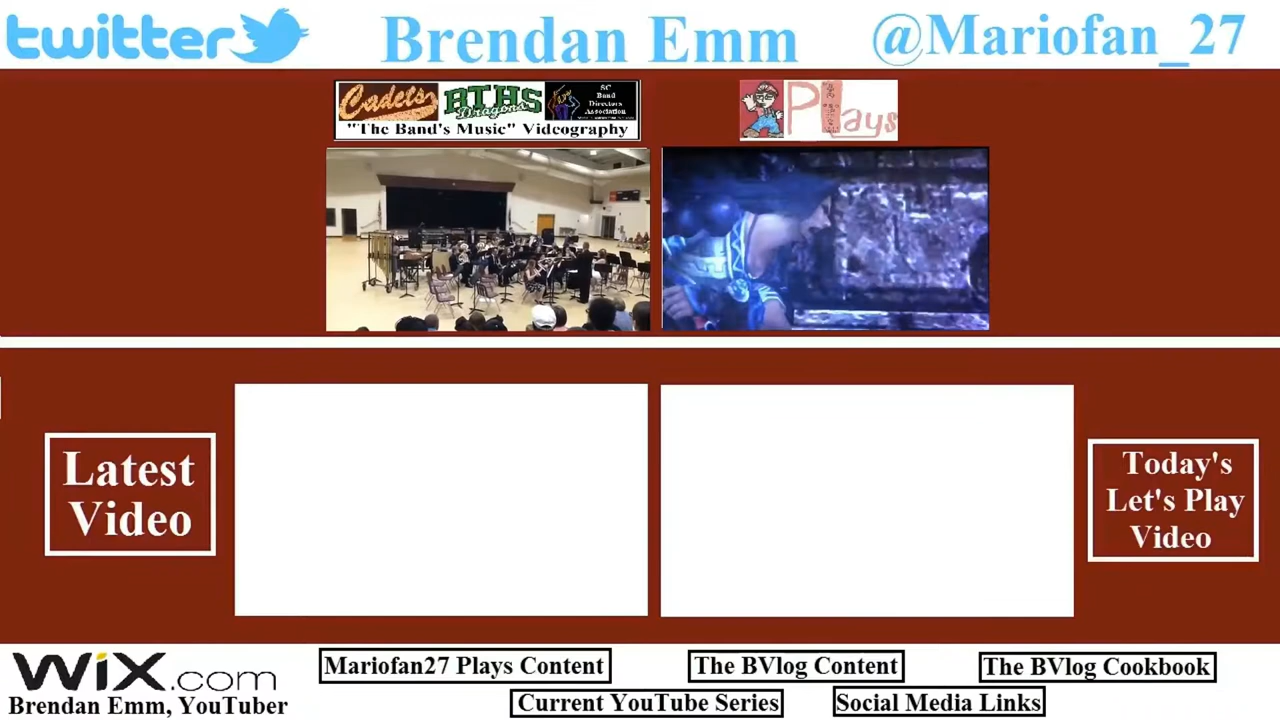 twitter Brendan Emm @Mariofan_27
Cadets BTHS Dragons SC Band Directors Association
"The Band's Music" Videography
Plays
Latest
Video
Today's
Let's Play
Video
WiX.com
Brendan Emm, YouTuber
Mariofan27 Plays Content
The BVlog Content
The BVlog Cookbook
Current YouTube Series
Social Media Links